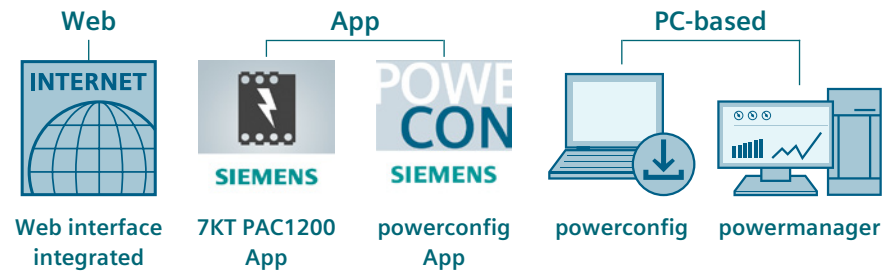 Web
App
PC-based
INTERNET
POWE
CON
SIEMENS
SIEMENS
Web interface
integrated
7KT PAC1200
App
powerconfig
App
powerconfig
powermanager